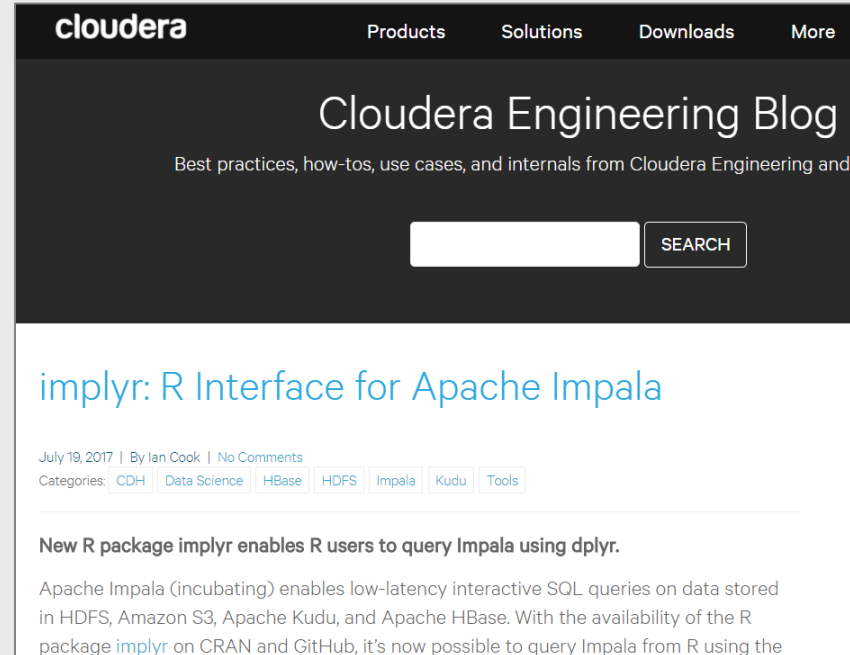 cloudera
Products Solutions Downloads More
Cloudera Engineering Blog
Best practices, how-tos, use cases, and internals from Cloudera Engineering and
SEARCH
implyr: R Interface for Apache Impala
July 19, 2017 | By Ian Cook | No Comments
Categories: CDH Data Science HBase HDFS Impala Kudu Tools
New R package implyr enables R users to query Impala using dplyr.
Apache Impala (incubating) enables low-latency interactive SQL queries on data stored
in HDFS, Amazon S3, Apache Kudu, and Apache HBase. With the availability of the R
package implyr on CRAN and GitHub, it's now possible to query Impala from R using the